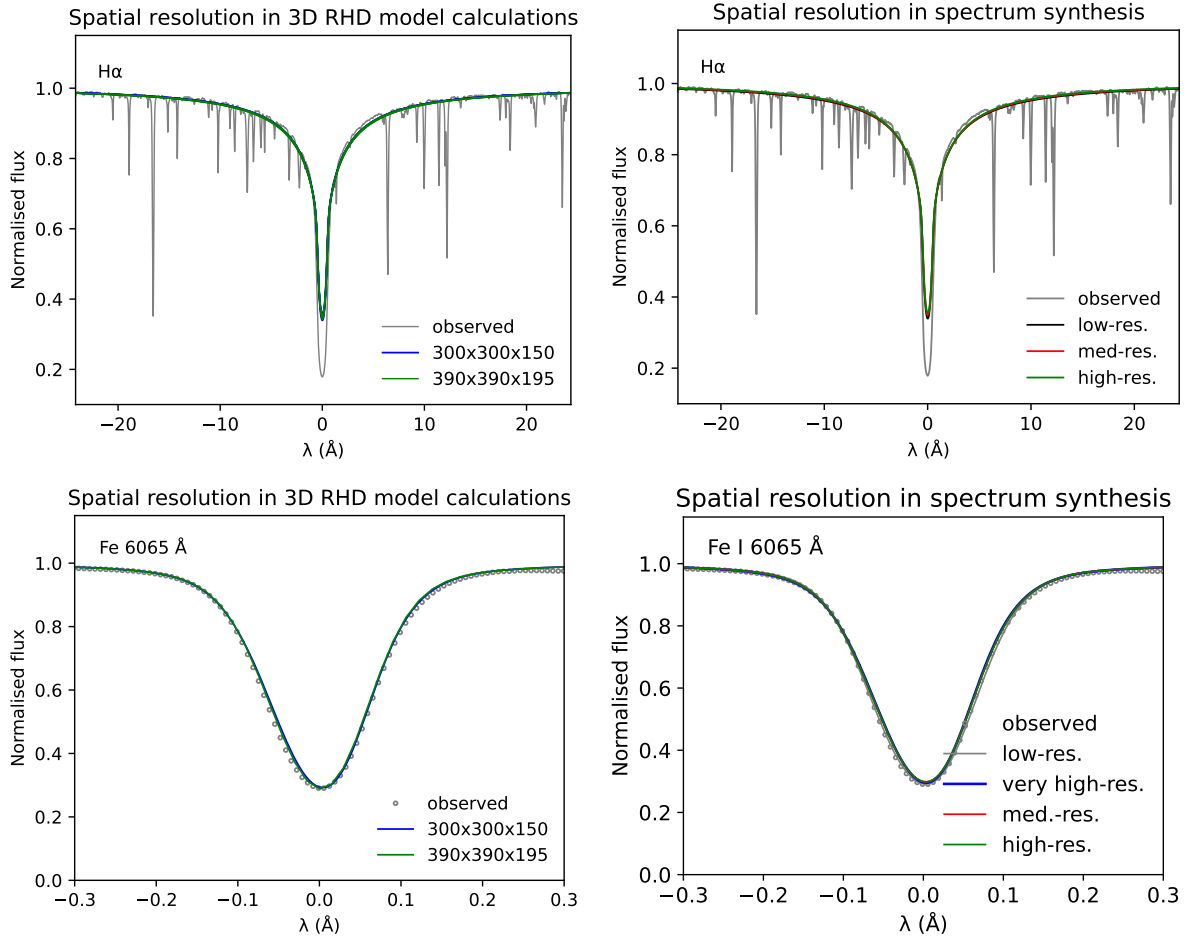 Spatial resolution in 3D RHD model calculations
Hα
Normalised flux
1.0
0.8
0.6
0.4
0.2
observed
300x300x150
390x390x195
−20
−10
0
10
20
λ (Å)
Spatial resolution in spectrum synthesis
Hα
Normalised flux
1.0
0.8
0.6
0.4
0.2
observed
low-res.
med-res.
high-res.
−20
−10
0
10
20
λ (Å)
Spatial resolution in 3D RHD model calculations
Fe 6065 Å
Normalised flux
1.0
0.8
0.6
0.4
0.2
0.0
observed
300x300x150
390x390x195
−0.3
−0.2
−0.1
0.0
0.1
0.2
0.3
λ (Å)
Spatial resolution in spectrum synthesis
Fe I 6065 Å
Normalised flux
1.0
0.8
0.6
0.4
0.2
0.0
observed
low-res.
very high-res.
med.-res.
high-res.
−0.3
−0.2
−0.1
0.0
0.1
0.2
0.3
λ (Å)